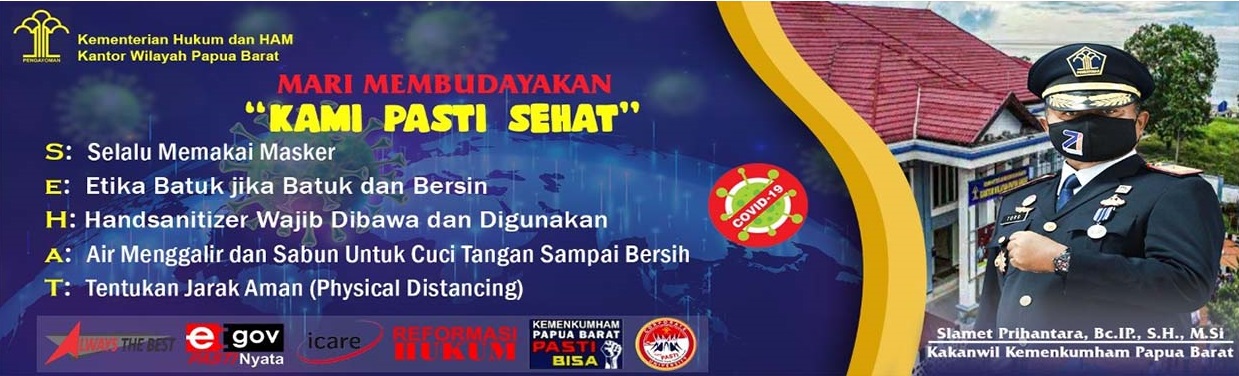 PENGAYOMAN
Kementerian Hukum dan HAM
Kantor Wilayah Papua Barat
MARI MEMBUDAYAKAN
"KAMI PASTI SEHAT"
S: Selalu Memakai Masker
E: Etika Batuk jika Batuk dan Bersin
H: Handsanitizer Wajib Dibawa dan Digunakan
A: Air Menggalir dan Sabun Untuk Cuci Tangan Sampai Bersih
T: Tentukan Jarak Aman (Physical Distancing)
COVID-19
ALWAYS THE BEST
e gov
Nyata
icare
REFORMASI
HUKUM
KEMENKUMHAM
PAPUA BARAT
PASTI
BISA
PASTI
Slamet Prihantara, Bc.IP., S.H., M.Si
Kakanwil Kemenkumham Papua Barat